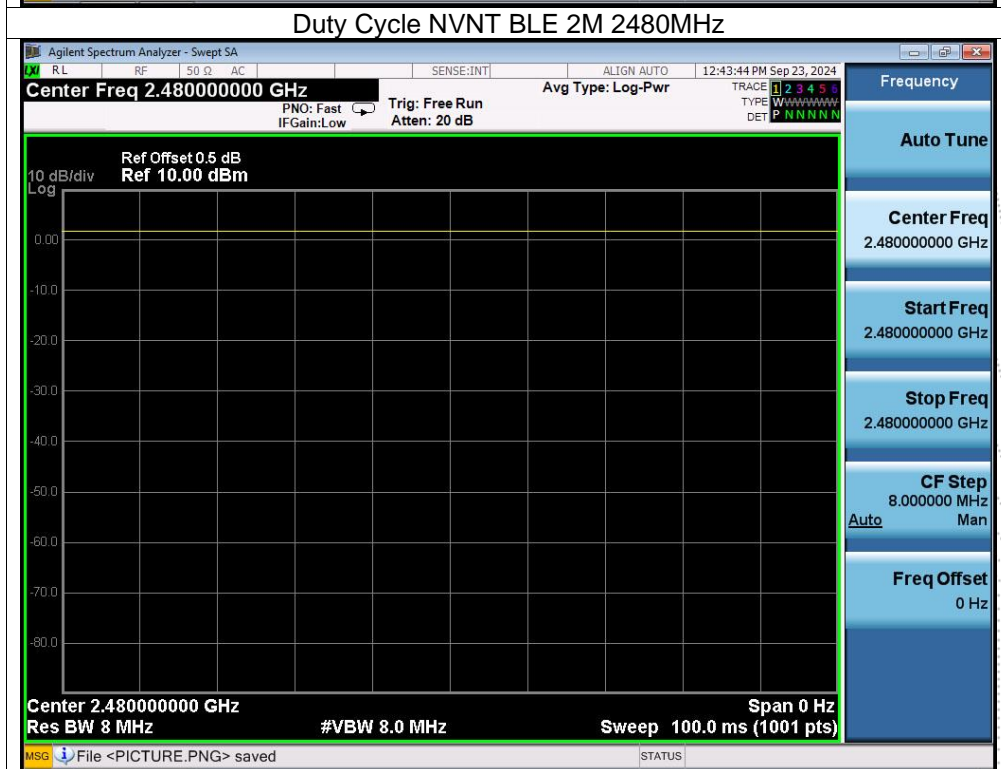 Duty Cycle NVNT BLE 2M 2480MHz
Agilent Spectrum Analyzer - Swept SA
LXI RL RF 50 Ω AC SENSE:INT ALIGN AUTO 12:43:44 PM Sep 23, 2024
Center Freq 2.480000000 GHz
PNO: Fast
IFGain:Low
Trig: Free Run
Atten: 20 dB
Avg Type: Log-Pwr
TRACE 1 2 3 4 5 6
TYPE WWWWWW
DET P N N N N N
Ref Offset 0.5 dB
10 dB/div Ref 10.00 dBm
Log
0.00
-10.0
-20.0
-30.0
-40.0
-50.0
-60.0
-70.0
-80.0
Center 2.480000000 GHz Span 0 Hz
Res BW 8 MHz #VBW 8.0 MHz Sweep 100.0 ms (1001 pts)
MSG File <PICTURE.PNG> saved STATUS
Frequency
Auto Tune
Center Freq
2.480000000 GHz
Start Freq
2.480000000 GHz
Stop Freq
2.480000000 GHz
CF Step
8.000000 MHz
Auto Man
Freq Offset
0 Hz